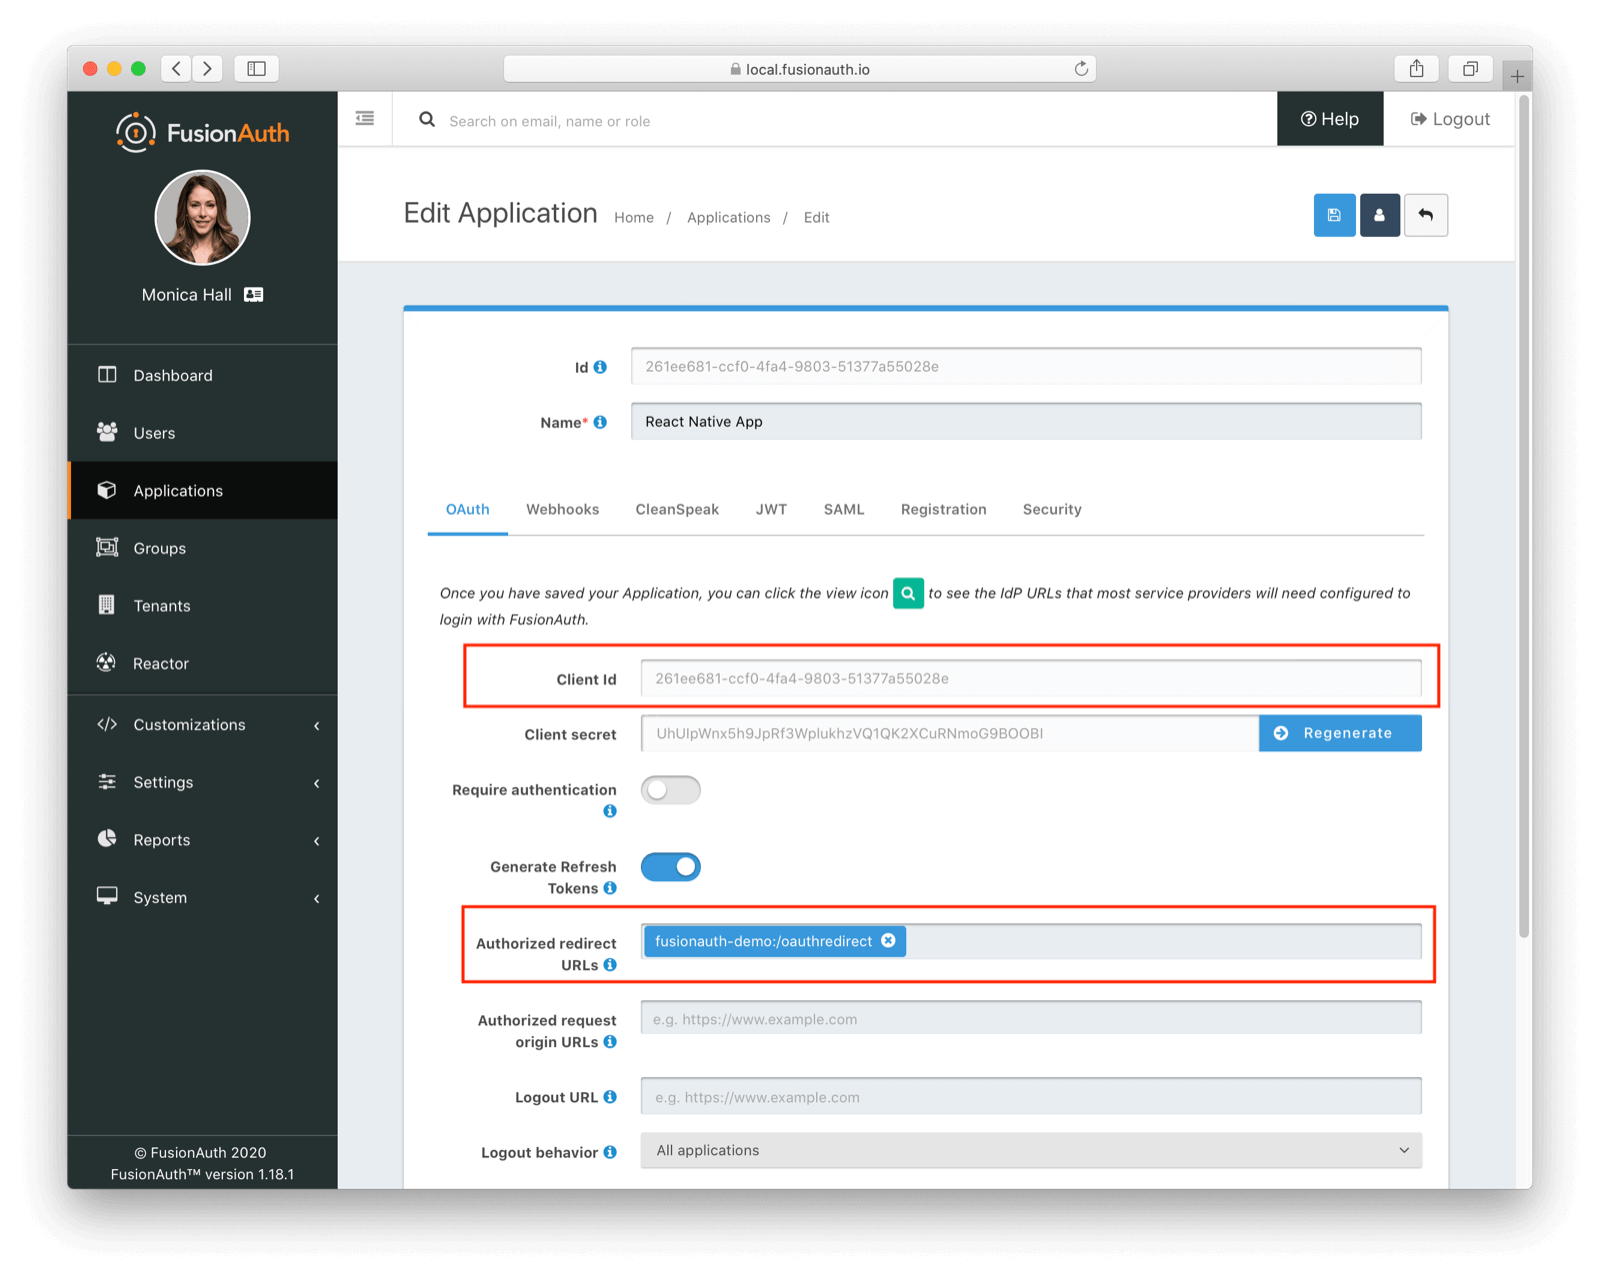 local.fusionauth.io
FusionAuth
Search on email, name or role
Help
Logout
Monica Hall
Edit Application
Home / Applications / Edit
Dashboard
Users
Applications
Groups
Tenants
Reactor
Customizations
Settings
Reports
System
© FusionAuth 2020
FusionAuth™ version 1.18.1
Id
261ee681-ccf0-4fa4-9803-51377a55028e
Name*
React Native App
OAuth
Webhooks
CleanSpeak
JWT
SAML
Registration
Security
Once you have saved your Application, you can click the view icon to see the IdP URLs that most service providers will need configured to
login with FusionAuth.
Client Id
261ee681-ccf0-4fa4-9803-51377a55028e
Client secret
UhUIpWnx5h9JpRf3WplukhzVQ1QK2XCuRNmoG9BOOBI
Regenerate
Require authentication
Generate Refresh
Tokens
Authorized redirect
URLs
fusionauth-demo:/oauthredirect
Authorized request
origin URLs
e.g. https://www.example.com
Logout URL
e.g. https://www.example.com
Logout behavior
All applications